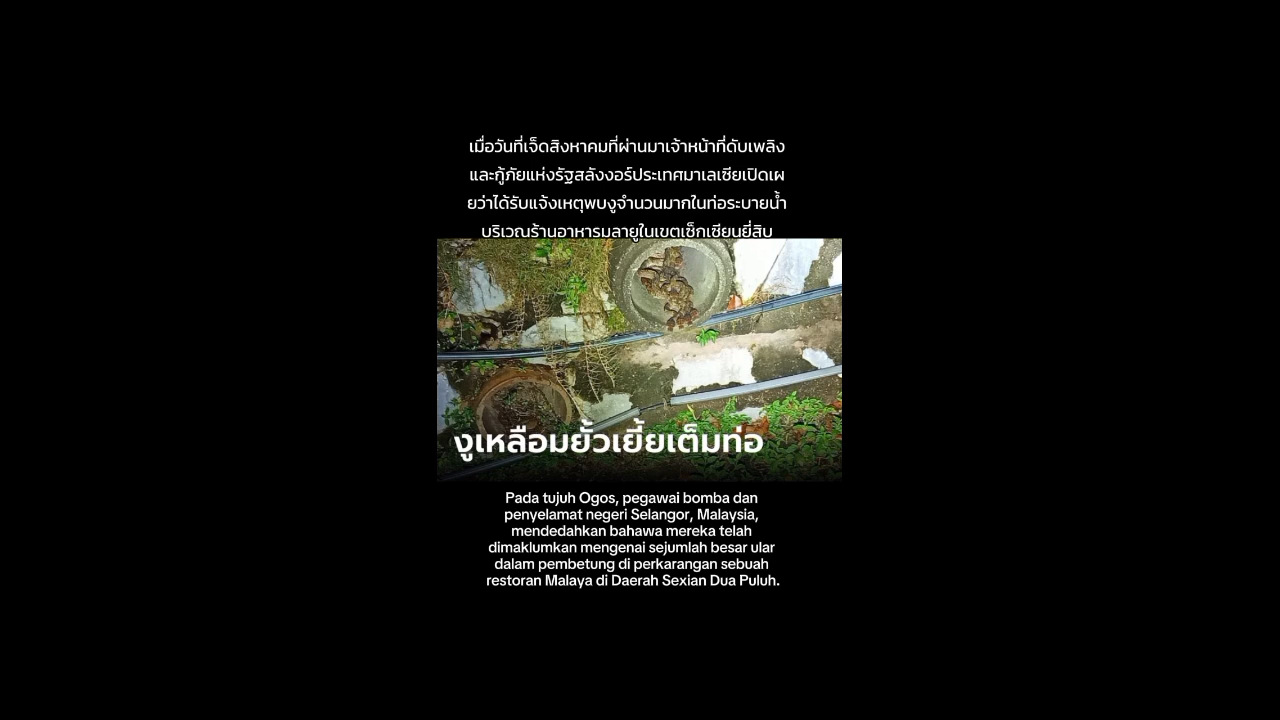 เมื่อวันที่เจ็ดสิงหาคมที่ผ่านมาเจ้าหน้าที่ดับเพลิง
และกู้ภัยแห่งรัฐสลังงอร์ประเทศมาเลเซียเปิดเผ
ยว่าได้รับแจ้งเหตุพบงูจำนวนมากในท่อระบายน้ำ
บริเวณร้านอาหารมลายูในเขตเซ็กเซียนยี่สิบ
งูเหลือมยั้วเยี้ยเต็มท่อ
Pada tujuh Ogos, pegawai bomba dan
penyelamat negeri Selangor, Malaysia,
mendedahkan bahawa mereka telah
dimaklumkan mengenai sejumlah besar ular
dalam pembetung di perkarangan sebuah
restoran Malaya di Daerah Sexian Dua Puluh.